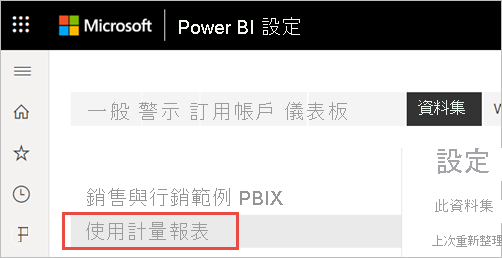 Microsoft Power BI 設定
一般 警示 訂用帳戶 儀表板 資料集
銷售與行銷範例 PBIX
使用計量報表
設定
此資料集
上次重新整理